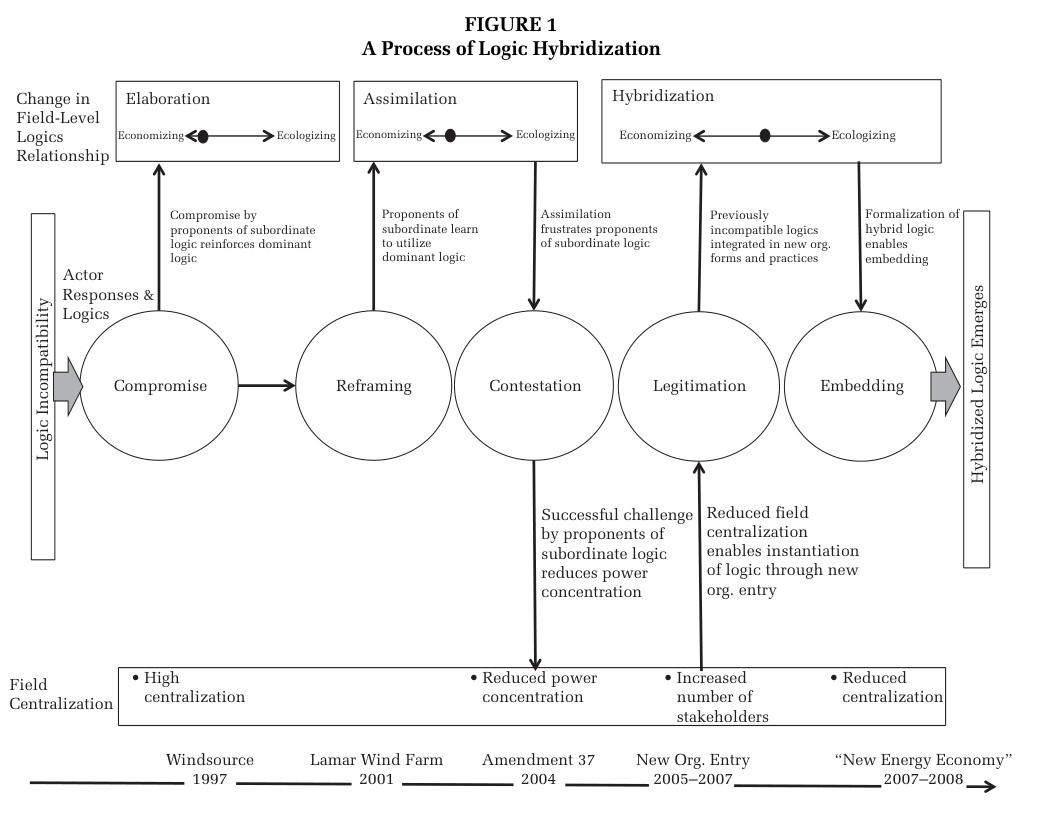 FIGURE 1
A Process of Logic Hybridization
Change in
Field-Level
Logics
Relationship
Elaboration
Economizing
Ecologizing
Assimilation
Economizing
Ecologizing
Hybridization
Economizing
Ecologizing
Compromise by
proponents of subordinate
logic reinforces dominant
logic
Proponents of
subordinate learn
to utilize
dominant logic
Assimilation
frustrates proponents
of subordinate logic
Previously
incompatible logics
integrated in new org.
forms and practices
Formalization of
hybrid logic
enables
embedding
Actor
Responses &
Logics
Logic Incompatibility
Compromise
Reframing
Contestation
Legitimation
Embedding
Hybridized Logic Emerges
Successful challenge
by proponents of
subordinate logic
reduces power
concentration
Reduced field
centralization
enables instantiation
of logic through new
org. entry
Field
Centralization
• High
centralization
• Reduced power
concentration
• Increased
number of
stakeholders
• Reduced
centralization
Windsource
1997
Lamar Wind Farm
2001
Amendment 37
2004
New Org. Entry
2005–2007
“New Energy Economy”
2007–2008